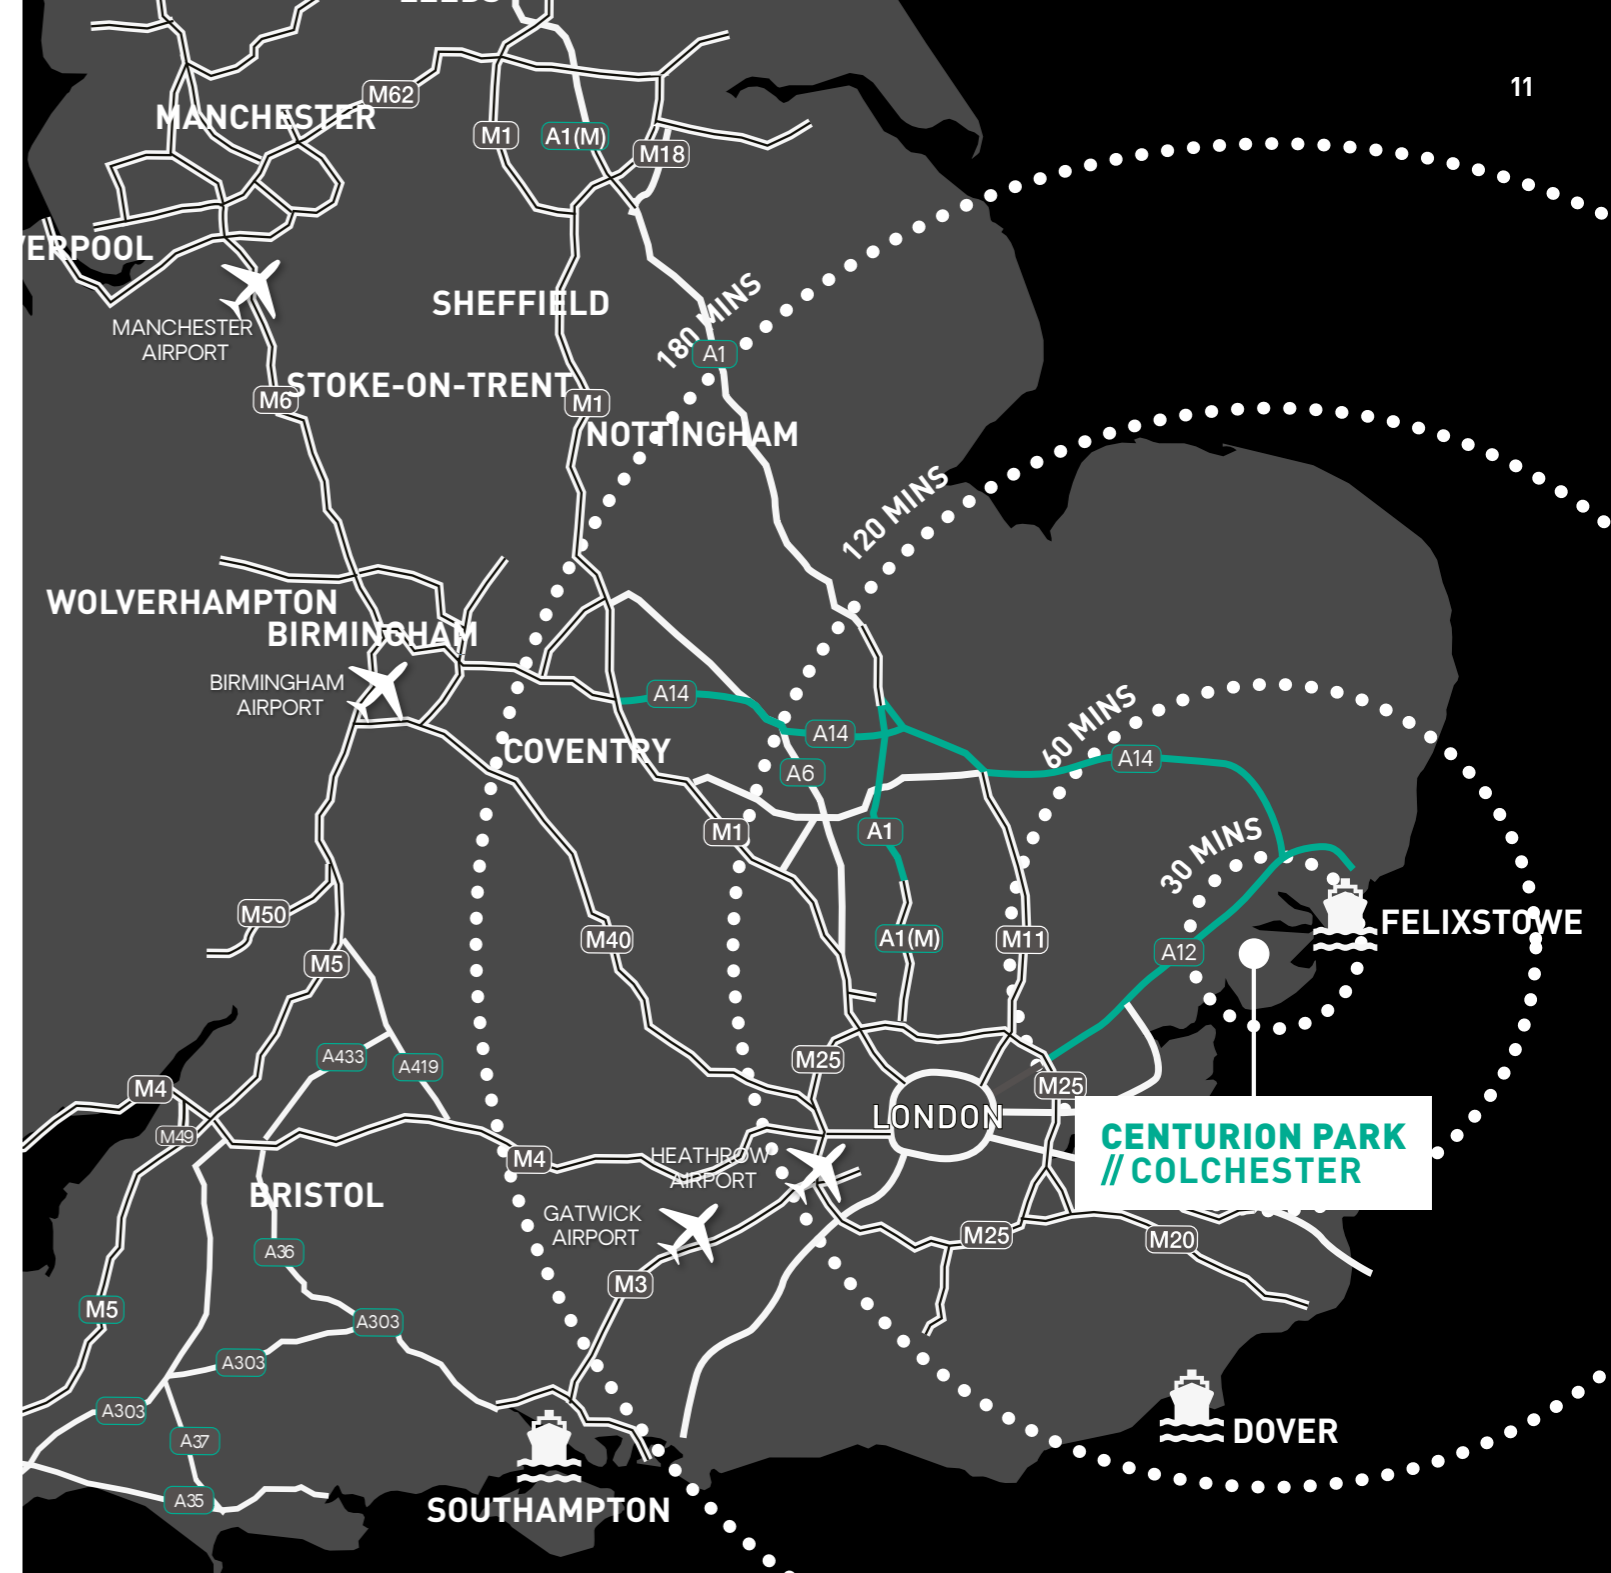 LEEDS
11
M62
MANCHESTER
M1
A1(M)
M18
VERPOOL
SHEFFIELD
180 MINS
MANCHESTER
AIRPORT
A1
STOKE-ON-TRENT
M6
M1
NOTTINGHAM
120 MINS
WOLVERHAMPTON
BIRMINGHAM
BIRMINGHAM
AIRPORT
A14
A14
60 MINS
COVENTRY
A6
A14
M1
A1
30 MINS
M50
M40
A1(M)
M11
FELIXSTOWE
A12
M5
A433
A419
M25
M4
M25
LONDON
M49
CENTURION PARK
// COLCHESTER
M4
HEATHROW
AIRPORT
BRISTOL
GATWICK
AIRPORT
M25
M20
A36
M3
M5
A303
A303
A303
DOVER
A37
A35
SOUTHAMPTON